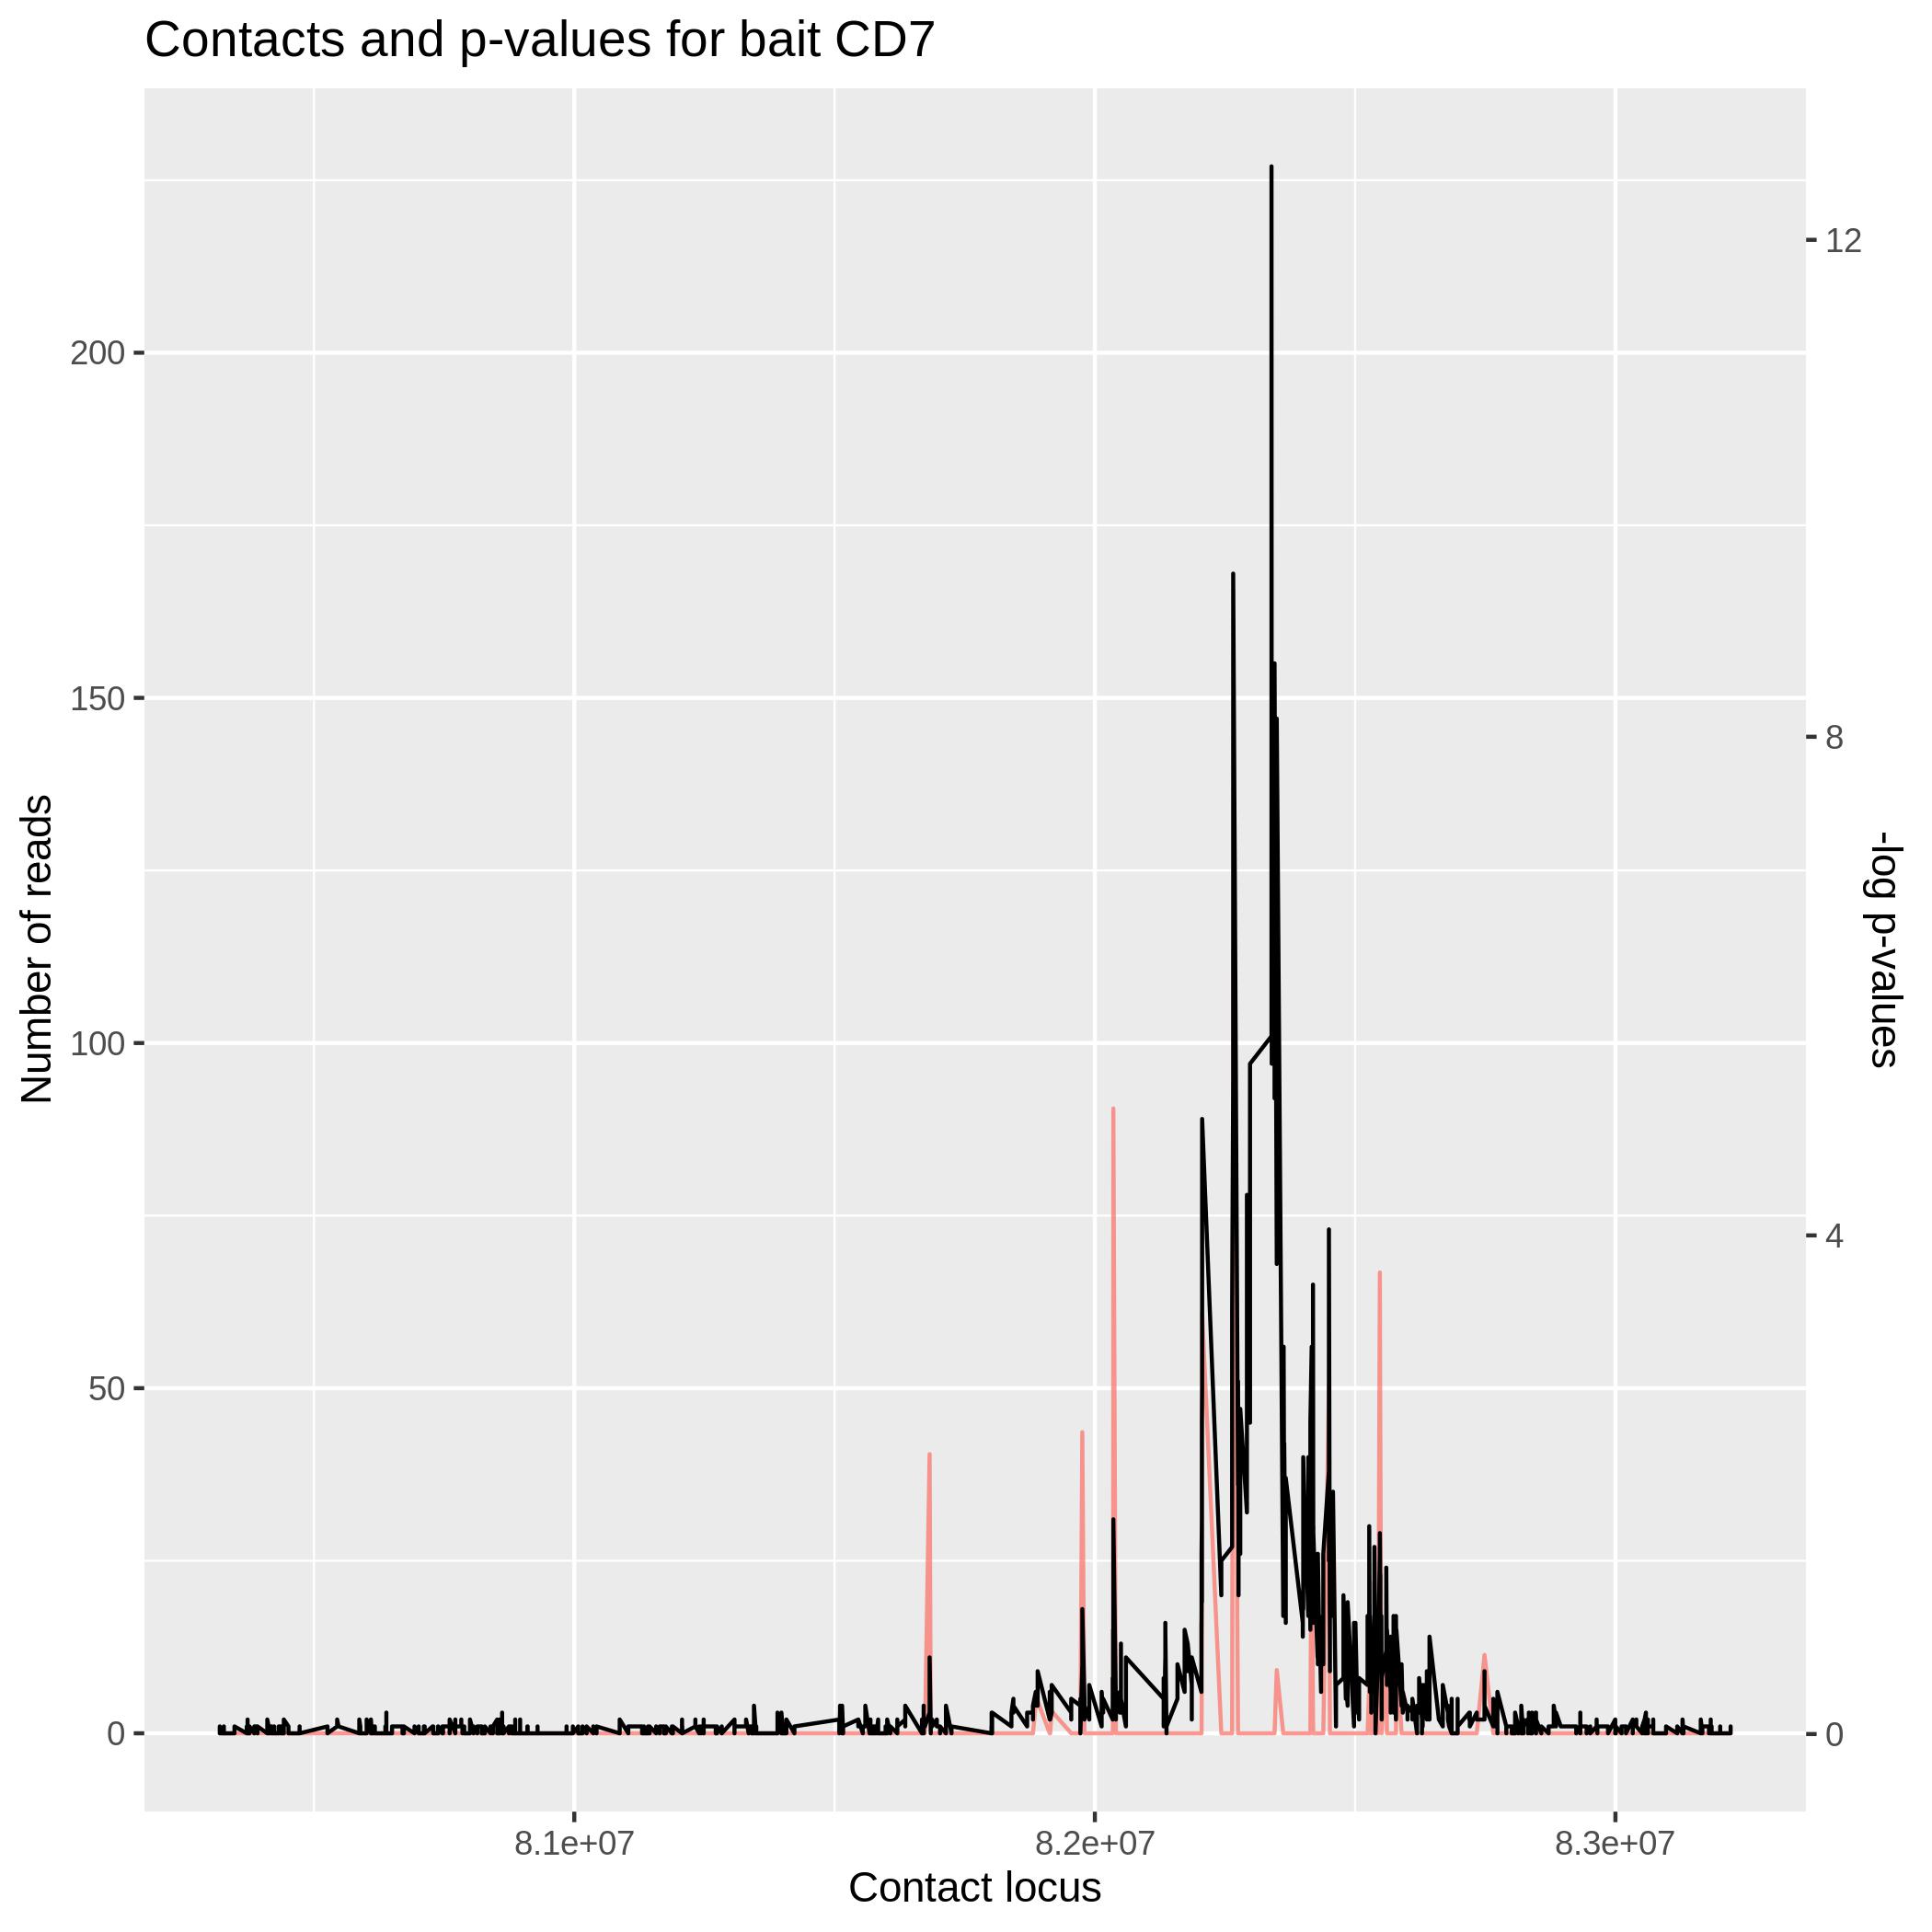 Contacts and p-values for bait CD7
200
150
100
50
0
Number of reads
12
8
4
0
-log p-values
8.1e+07
8.2e+07
8.3e+07
Contact locus